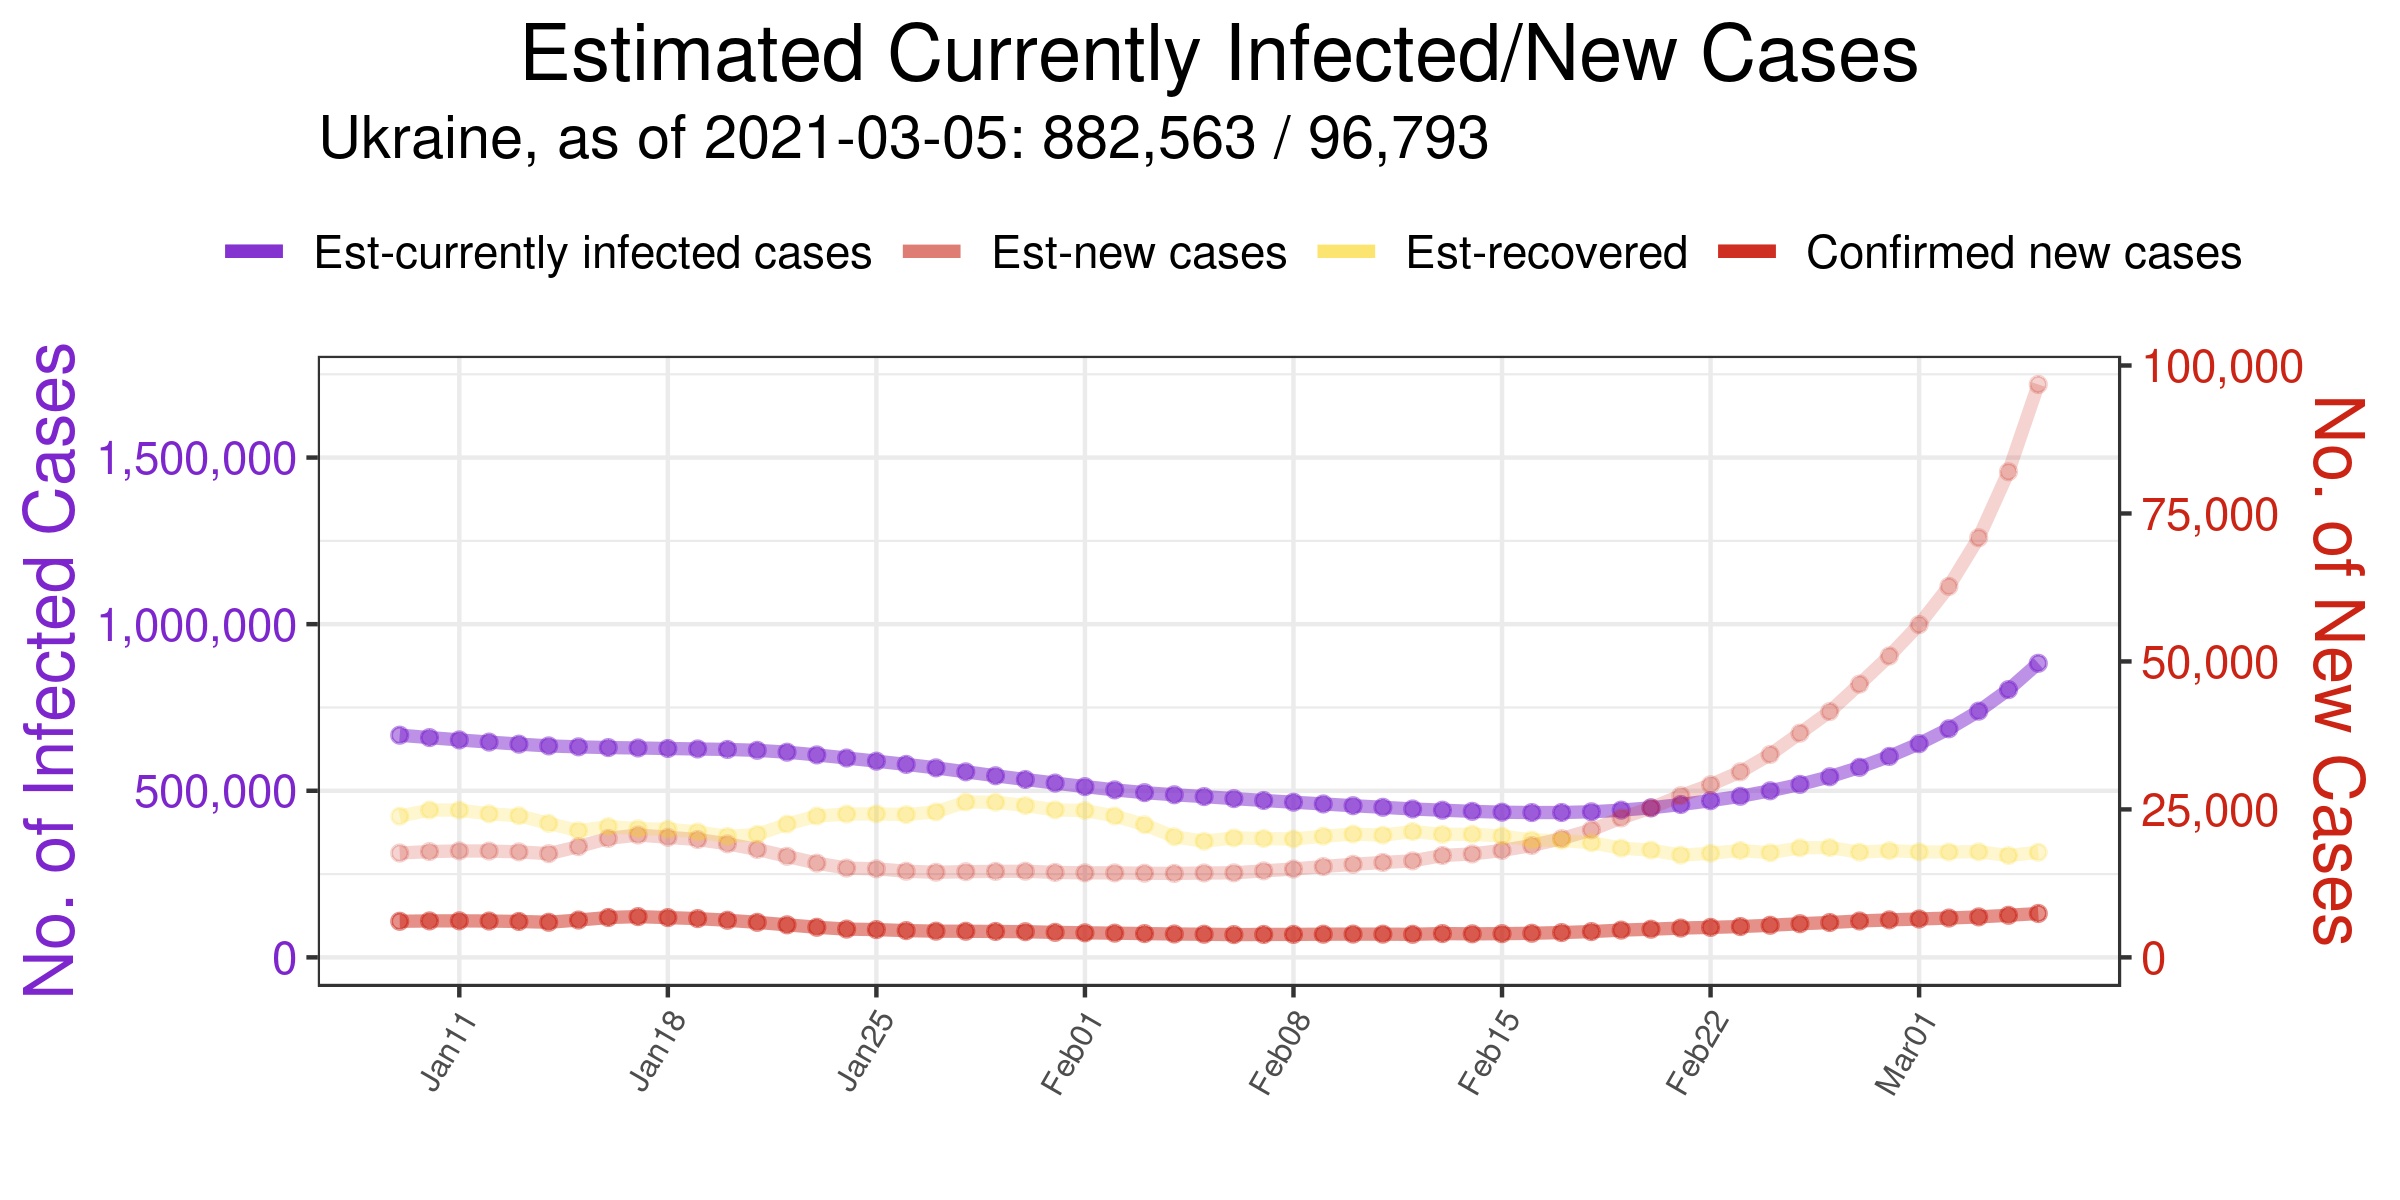 Estimated Currently Infected/New Cases
Ukraine, as of 2021-03-05: 882,563 / 96,793
Est-currently infected cases Est-new cases Est-recovered Confirmed new cases
No. of Infected Cases
1,500,000
1,000,000
500,000
0
100,000
75,000
50,000
25,000
0
No. of New Cases
Jan11 Jan18 Jan25 Feb01 Feb08 Feb15 Feb22 Mar01